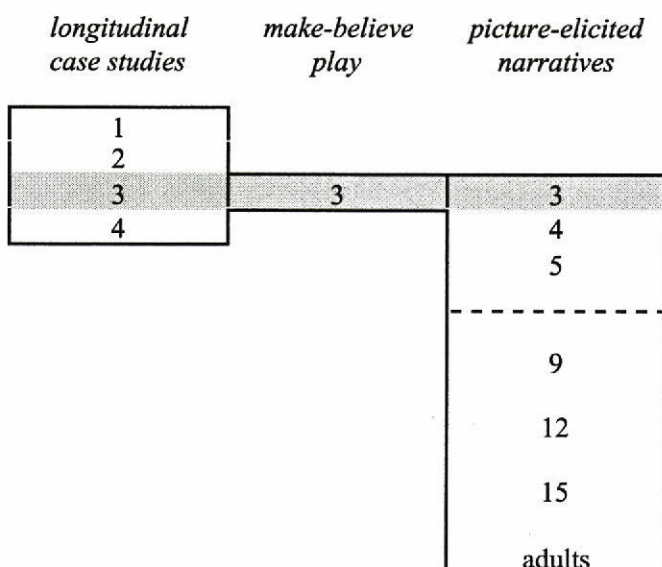 longitudinal case studies
make-believe play
picture-elicited narratives
1
2
3 3 3
4 4
5
9
12
15
adults